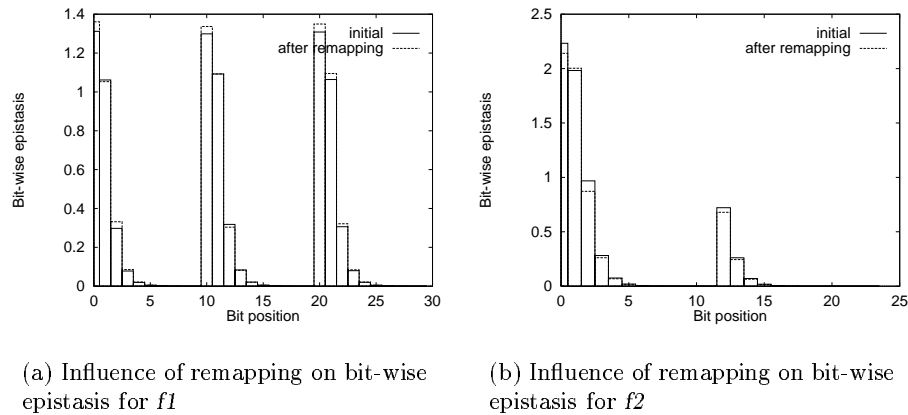 1.4
1.2
1
0.8
0.6
0.4
0.2
0
Bit-wise epistasis
initial
after remapping
0 5 10 15 20 25 30
Bit position
2.5
2
1.5
1
0.5
0
Bit-wise epistasis
initial
after remapping
0 5 10 15 20 25
Bit position
(a) Influence of remapping on bit-wise
epistasis for f1
(b) Influence of remapping on bit-wise
epistasis for f2